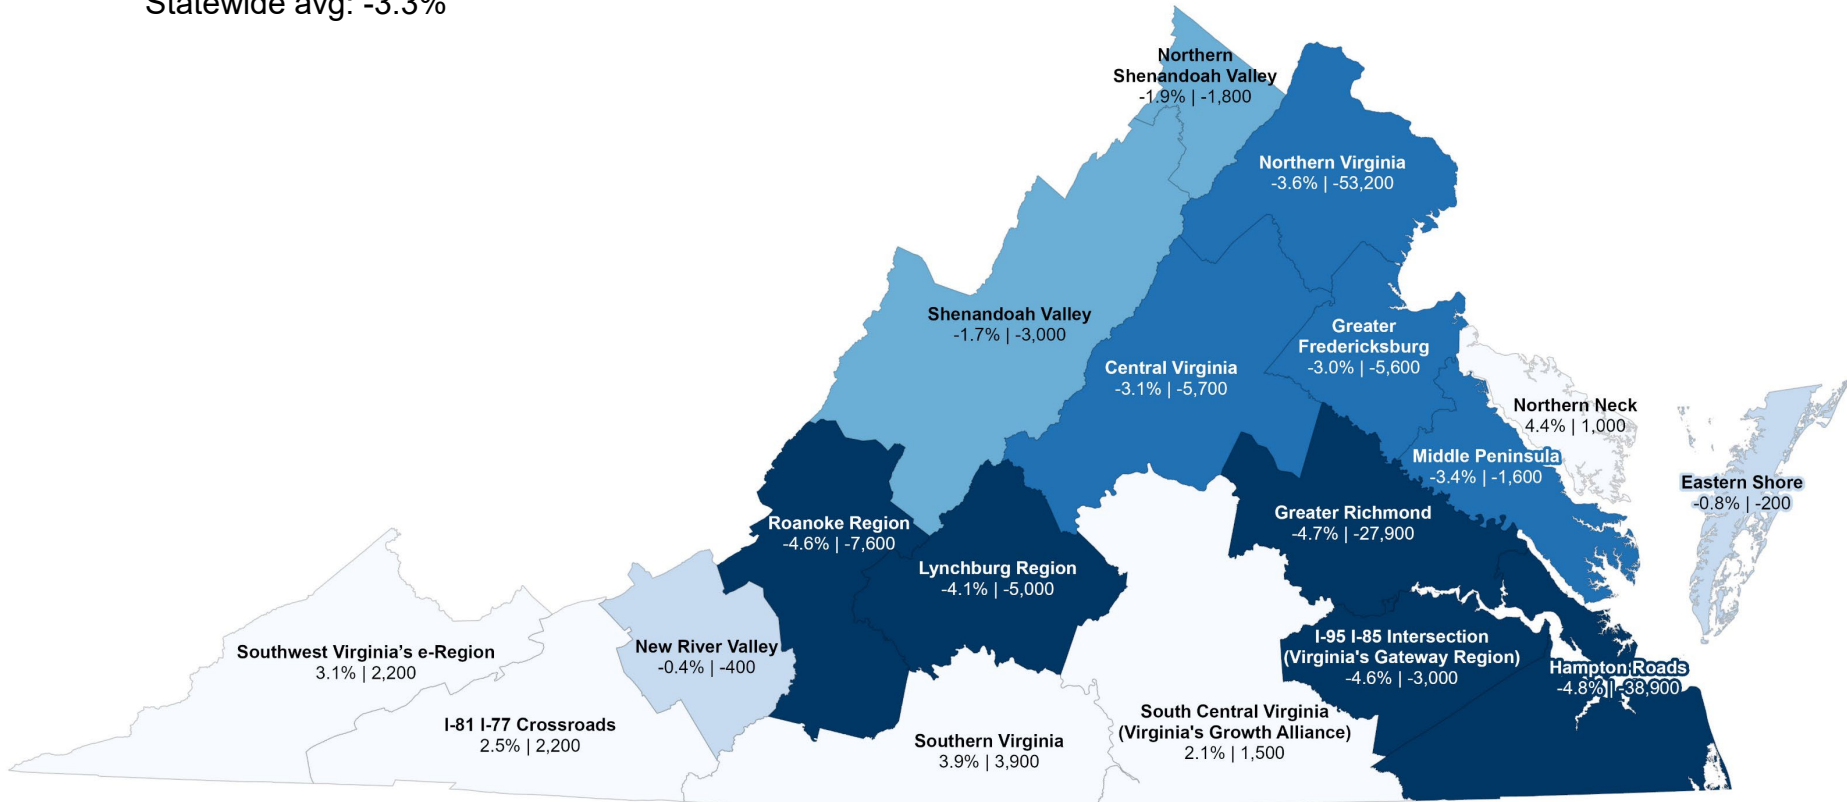 Statewide avg: -3.3%
Northern
Shenandoah Valley
-1.9% | -1,800
Northern Virginia
-3.6% | -53,200
Shenandoah Valley
-1.7% | -3,000
Greater
Fredericksburg
-3.0% | -5,600
Central Virginia
-3.1% | -5,700
Northern Neck
4.4% | 1,000
Middle Peninsula
-3.4% | -1,600
Eastern Shore
-0.8% | -200
Roanoke Region
-4.6% | -7,600
Greater Richmond
-4.7% | -27,900
Lynchburg Region
-4.1% | -5,000
Southwest Virginia’s e-Region
3.1% | 2,200
New River Valley
-0.4% | -400
I-95 I-85 Intersection
(Virginia's Gateway Region)
-4.6% | -3,000
Hampton Roads
-4.8% | -38,900
I-81 I-77 Crossroads
2.5% | 2,200
Southern Virginia
3.9% | 3,900
South Central Virginia
(Virginia's Growth Alliance)
2.1% | 1,500